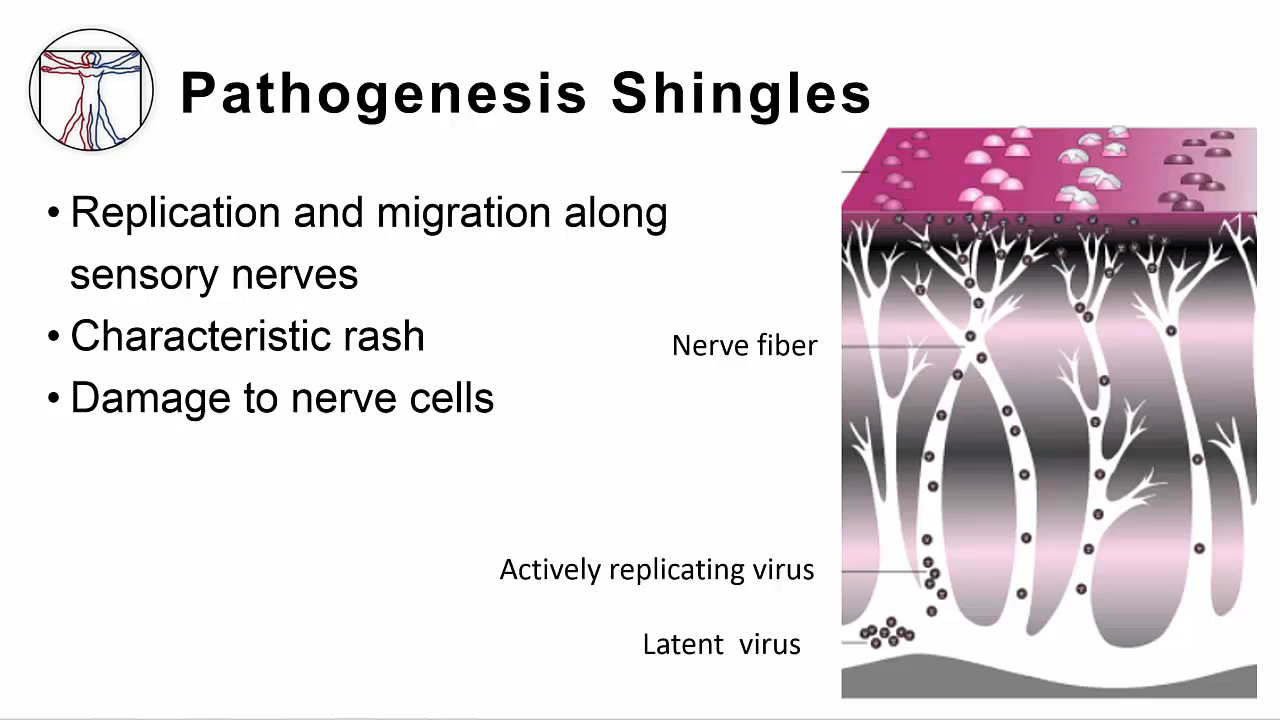 Pathogenesis Shingles
• Replication and migration along
sensory nerves
• Characteristic rash
• Damage to nerve cells
Nerve fiber
Actively replicating virus
Latent virus